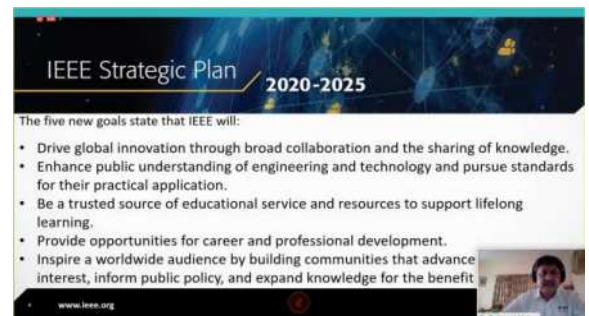 IEEE Strategic Plan
2020-2025
The five new goals state that IEEE will:
• Drive global innovation through broad collaboration and the sharing of knowledge.
• Enhance public understanding of engineering and technology and pursue standards
for their practical application.
• Be a trusted source of educational service and resources to support lifelong
learning.
• Provide opportunities for career and professional development.
• Inspire a worldwide audience by building communities that advance
interest, inform public policy, and expand knowledge for the benefit
www.ieee.org